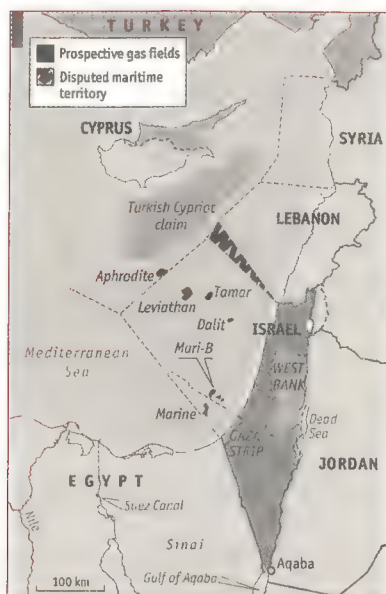 TURKEY
Prospective gas fields
Disputed maritime
territory
CYPRUS
SYRIA
Turkish Cypriot
claim
LEBANON
Aphrodite
Leviathan
Tamar
Dalit
ISRAEL
Mediterranean
Sea
Mari-B
WEST
BANK
Marine
GAZA
STRIP
Dead
Sea
JORDAN
EGYPT
Suez Canal
Nile
Sinai
Aqaba
100 km
Gulf of Aqaba